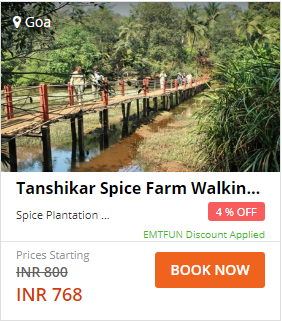 Goa
Tanshikar Spice Farm Walkin...
Spice Plantation ...
4 % OFF
EMTFUN Discount Applied
Prices Starting
INR 800
INR 768
BOOK NOW